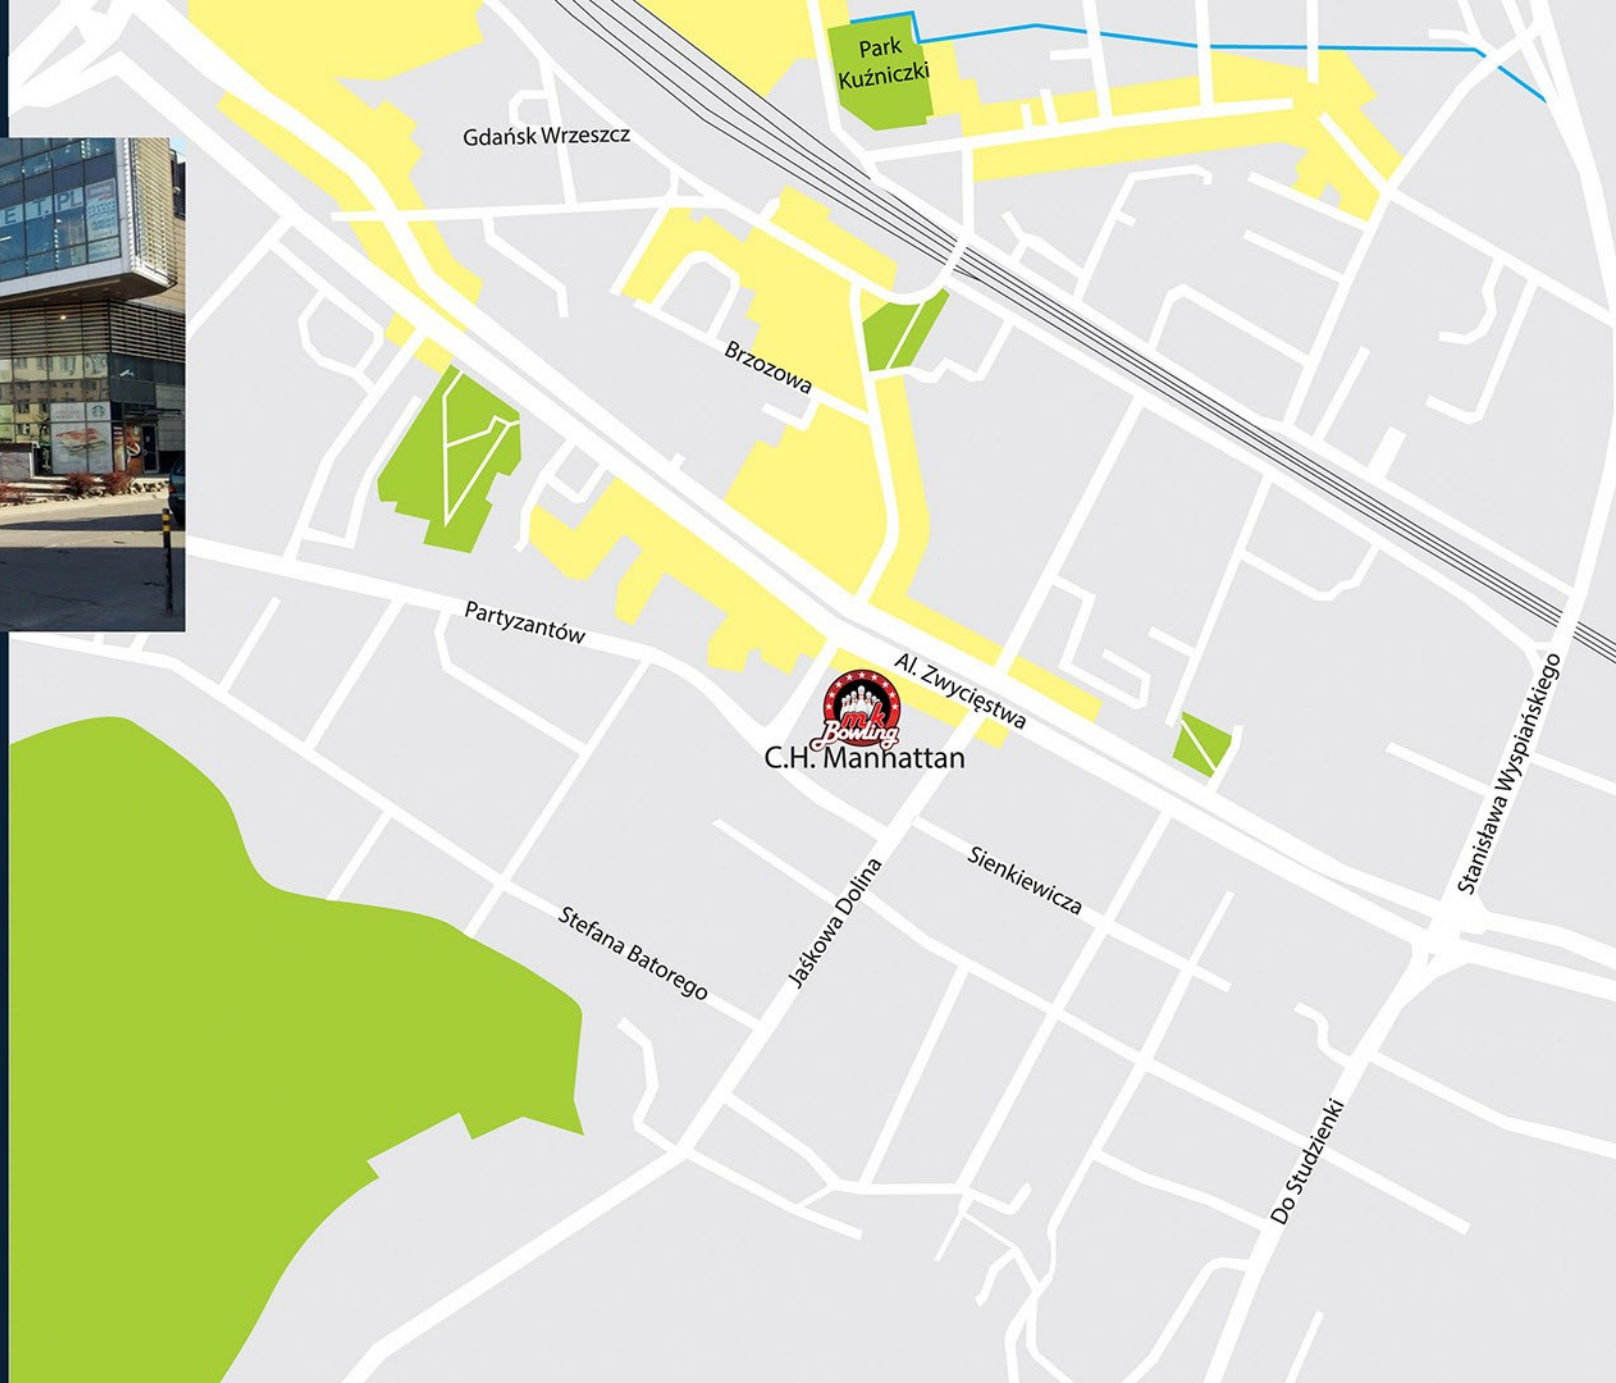 Park
Kuźniczki
Gdańsk Wrzeszcz
E T.PL
Brzozowa
Partyzantów
Al. Zwycięstwa
mk
Bowling
C.H. Manhattan
Stanisława Wyspiańskiego
Sienkiewicza
Jaśkowa Dolina
Stefana Batorego
Do Studzienki